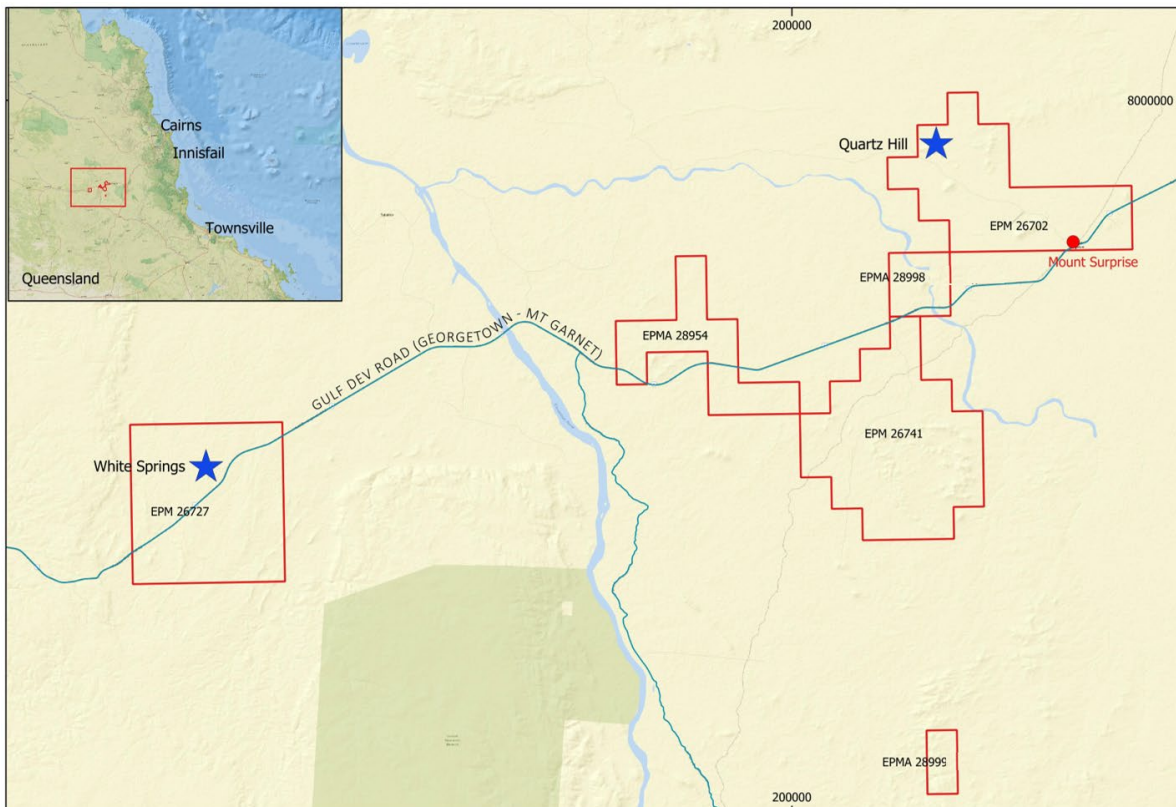 200000
8000000
Cairns
Innisfail
Townsville
Queensland
Quartz Hill
EPM 26702
Mount Surprise
EPMA 28998
EPMA 28954
GULF DEV ROAD (GEORGETOWN - MT GARNET)
EPM 26741
White Springs
EPM 26727
EPMA 28999
200000